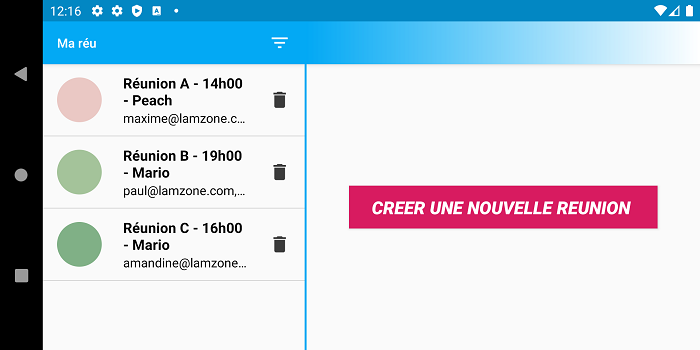 12:16
Ma réu
Réunion A - 14h00
- Peach
maxime@lamzone.c...
Réunion B - 19h00
- Mario
paul@lamzone.com,...
Réunion C - 16h00
- Mario
amandine@lamzone...
CREER UNE NOUVELLE REUNION